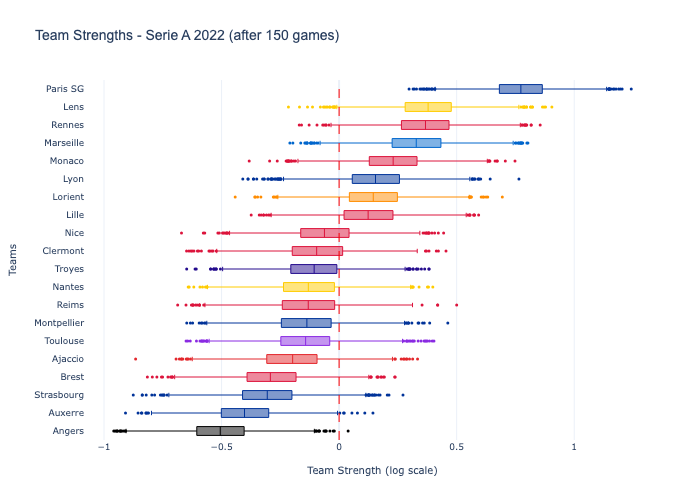 Team Strengths - Serie A 2022 (after 150 games)
Paris SG
Lens
Rennes
Marseille
Monaco
Lyon
Lorient
Lille
Nice
Clermont
Troyes
Nantes
Reims
Montpellier
Toulouse
Ajaccio
Brest
Strasbourg
Auxerre
Angers
Teams
−1
−0.5
0
0.5
1
Team Strength (log scale)